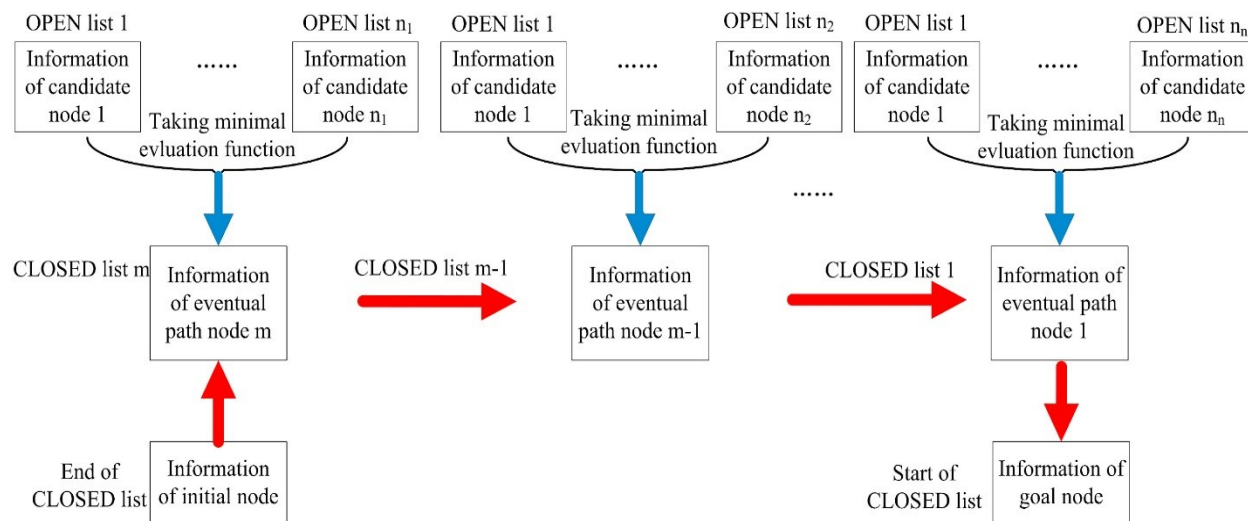 OPEN list 1
OPEN list n₁
Information
of candidate
node 1
......
Information
of candidate
node n₁
Taking minimal
evluation function
OPEN list 1
OPEN list n₂
Information
of candidate
node 1
......
Information
of candidate
node n₂
Taking minimal
evluation function
OPEN list 1
OPEN list nₙ
Information
of candidate
node 1
......
Information
of candidate
node nₙ
Taking minimal
evluation function
......
CLOSED list m
Information
of eventual
path node m
CLOSED list m-1
Information
of eventual
path node m-1
CLOSED list 1
Information of
eventual path
node 1
End of
CLOSED list
Information
of initial node
Start of
CLOSED list
Information of
goal node